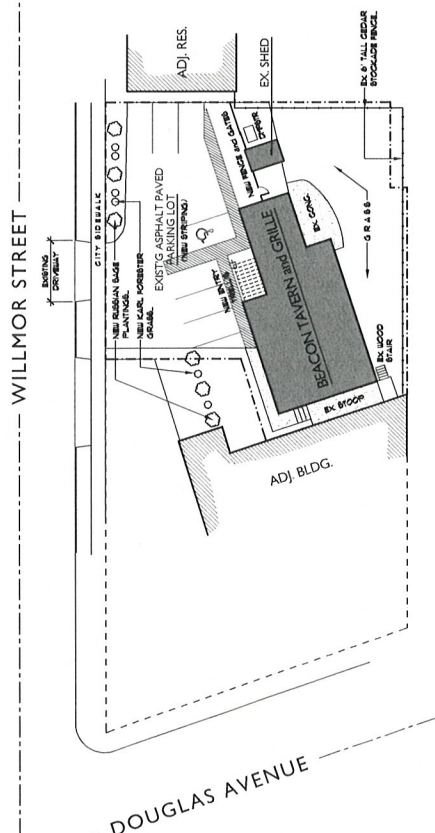 WILLMOR STREET
EXISTING
DRIVEWAY
CITY SIDEWALK
NEW RUSSIAN SAGE
PLANTINGS.
NEW KARL FORESTER
GRASS.
EXIST'G ASPHALT PAVED
PARKING LOT
(NEW STRIPING)
ADJ. RES.
EX. SHED
NEW FENCE and GATES
EX 6' TALL CEDAR
STOCKADE FENCE.
NEW ENTRY
BEACON TAVERN and GRILLE
EX CONC.
GRASS
EX WOOD
STAIR
EX STOOP
ADJ. BLDG.
DOUGLAS AVENUE